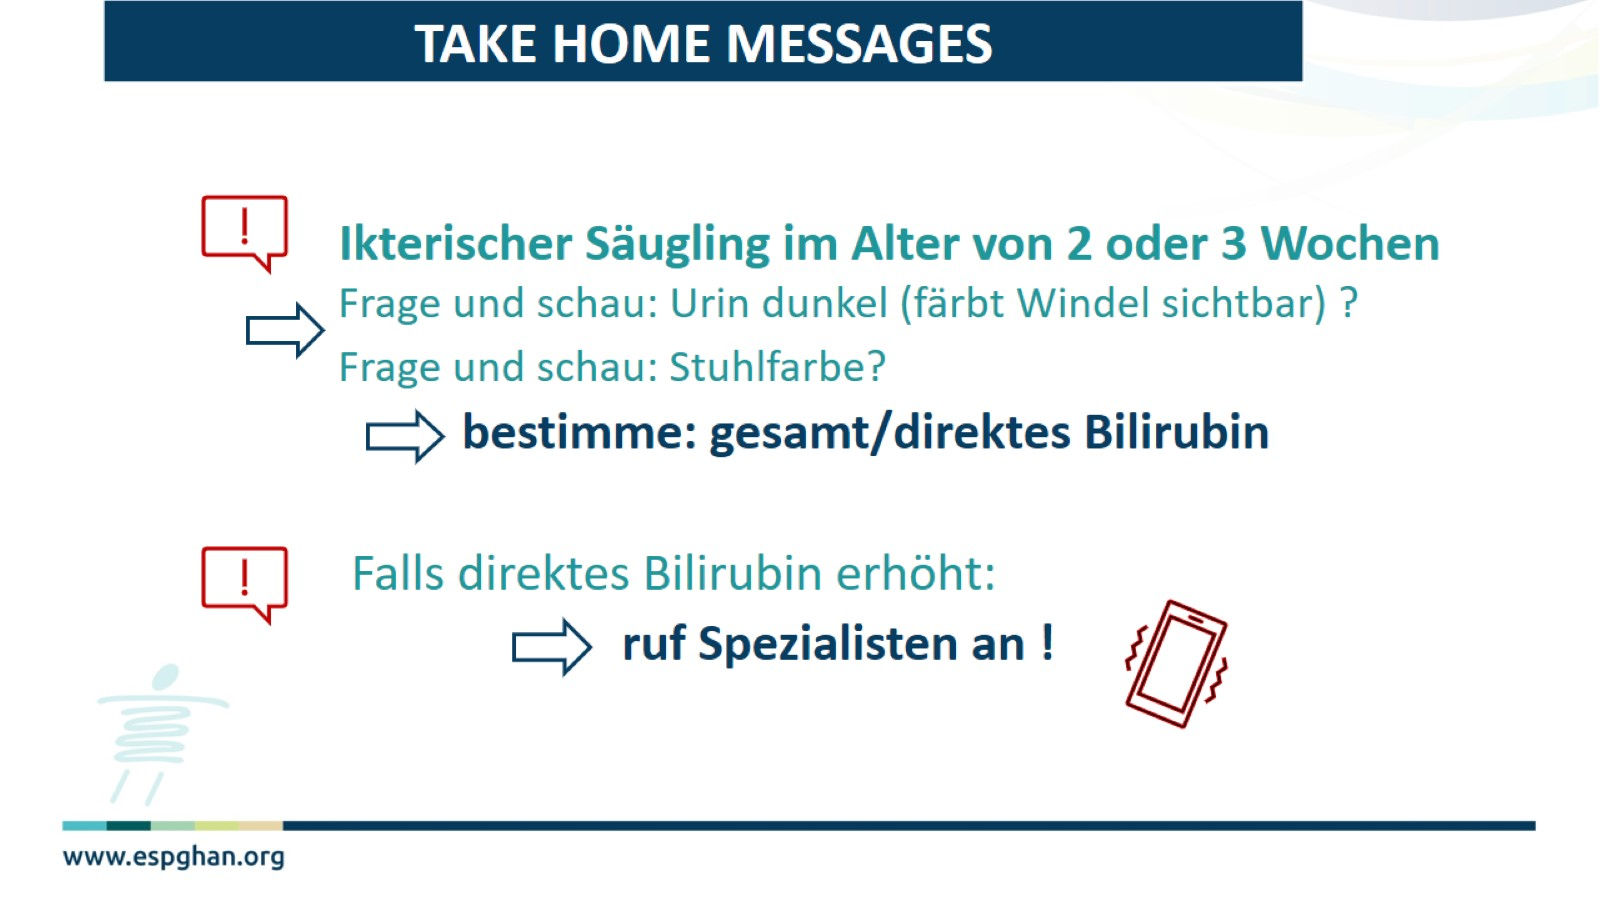 TAKE HOME MESSAGES
!
Ikterischer Säugling im Alter von 2 oder 3 Wochen
Frage und schau: Urin dunkel (färbt Windel sichtbar) ?
Frage und schau: Stuhlfarbe?
bestimme: gesamt/direktes Bilirubin
!
Falls direktes Bilirubin erhöht:
ruf Spezialisten an !
www.espghan.org